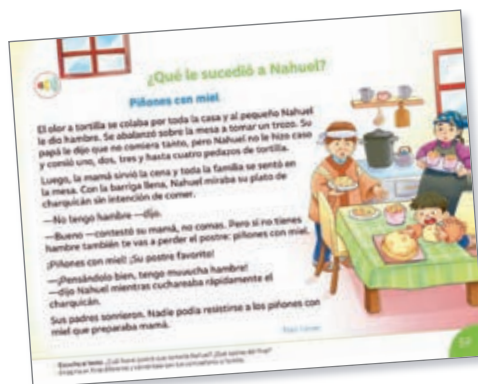 ¿Qué le sucedió a Nahuel?
Piñones con miel
El olor a tortilla se colaba por toda la casa y al pequeño Nahuel
le dio hambre. Se abalanzó sobre la mesa a tomar un trozo. Su
papá le dijo que no comiera tanto, pero Nahuel no le hizo caso
y comió uno, dos, tres y hasta cuatro pedazos de tortilla.
Luego, la mamá sirvió la cena y toda la familia se sentó en
la mesa. Con la barriga llena, Nahuel miraba su plato de
charquicán sin intención de comer.
—No tengo hambre —dijo.
—Bueno —contestó su mamá, no comas. Pero si no tienes
hambre también te vas a perder el postre: piñones con miel.
¡Piñones con miel! ¡Su postre favorito!
—¡Pensándolo bien, tengo muuucha hambre!
—dijo Nahuel mientras cuchareaba rápidamente el
charquicán.
Sus padres sonrieron. Nadie podía resistirse a los piñones con
miel que preparaba mamá.